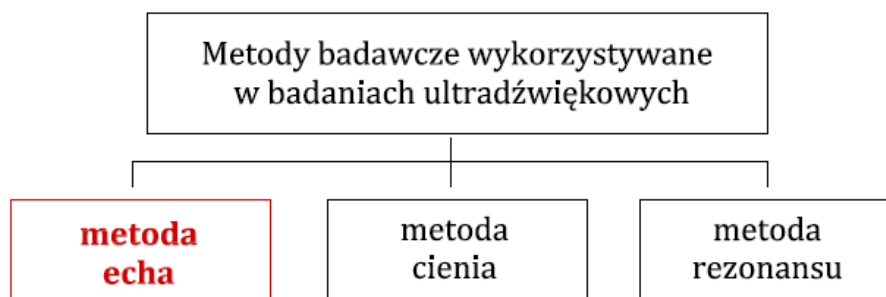 Metody badawcze wykorzystywane
w badaniach ultradźwiękowych
metoda
echa
metoda
cienia
metoda
rezonansu